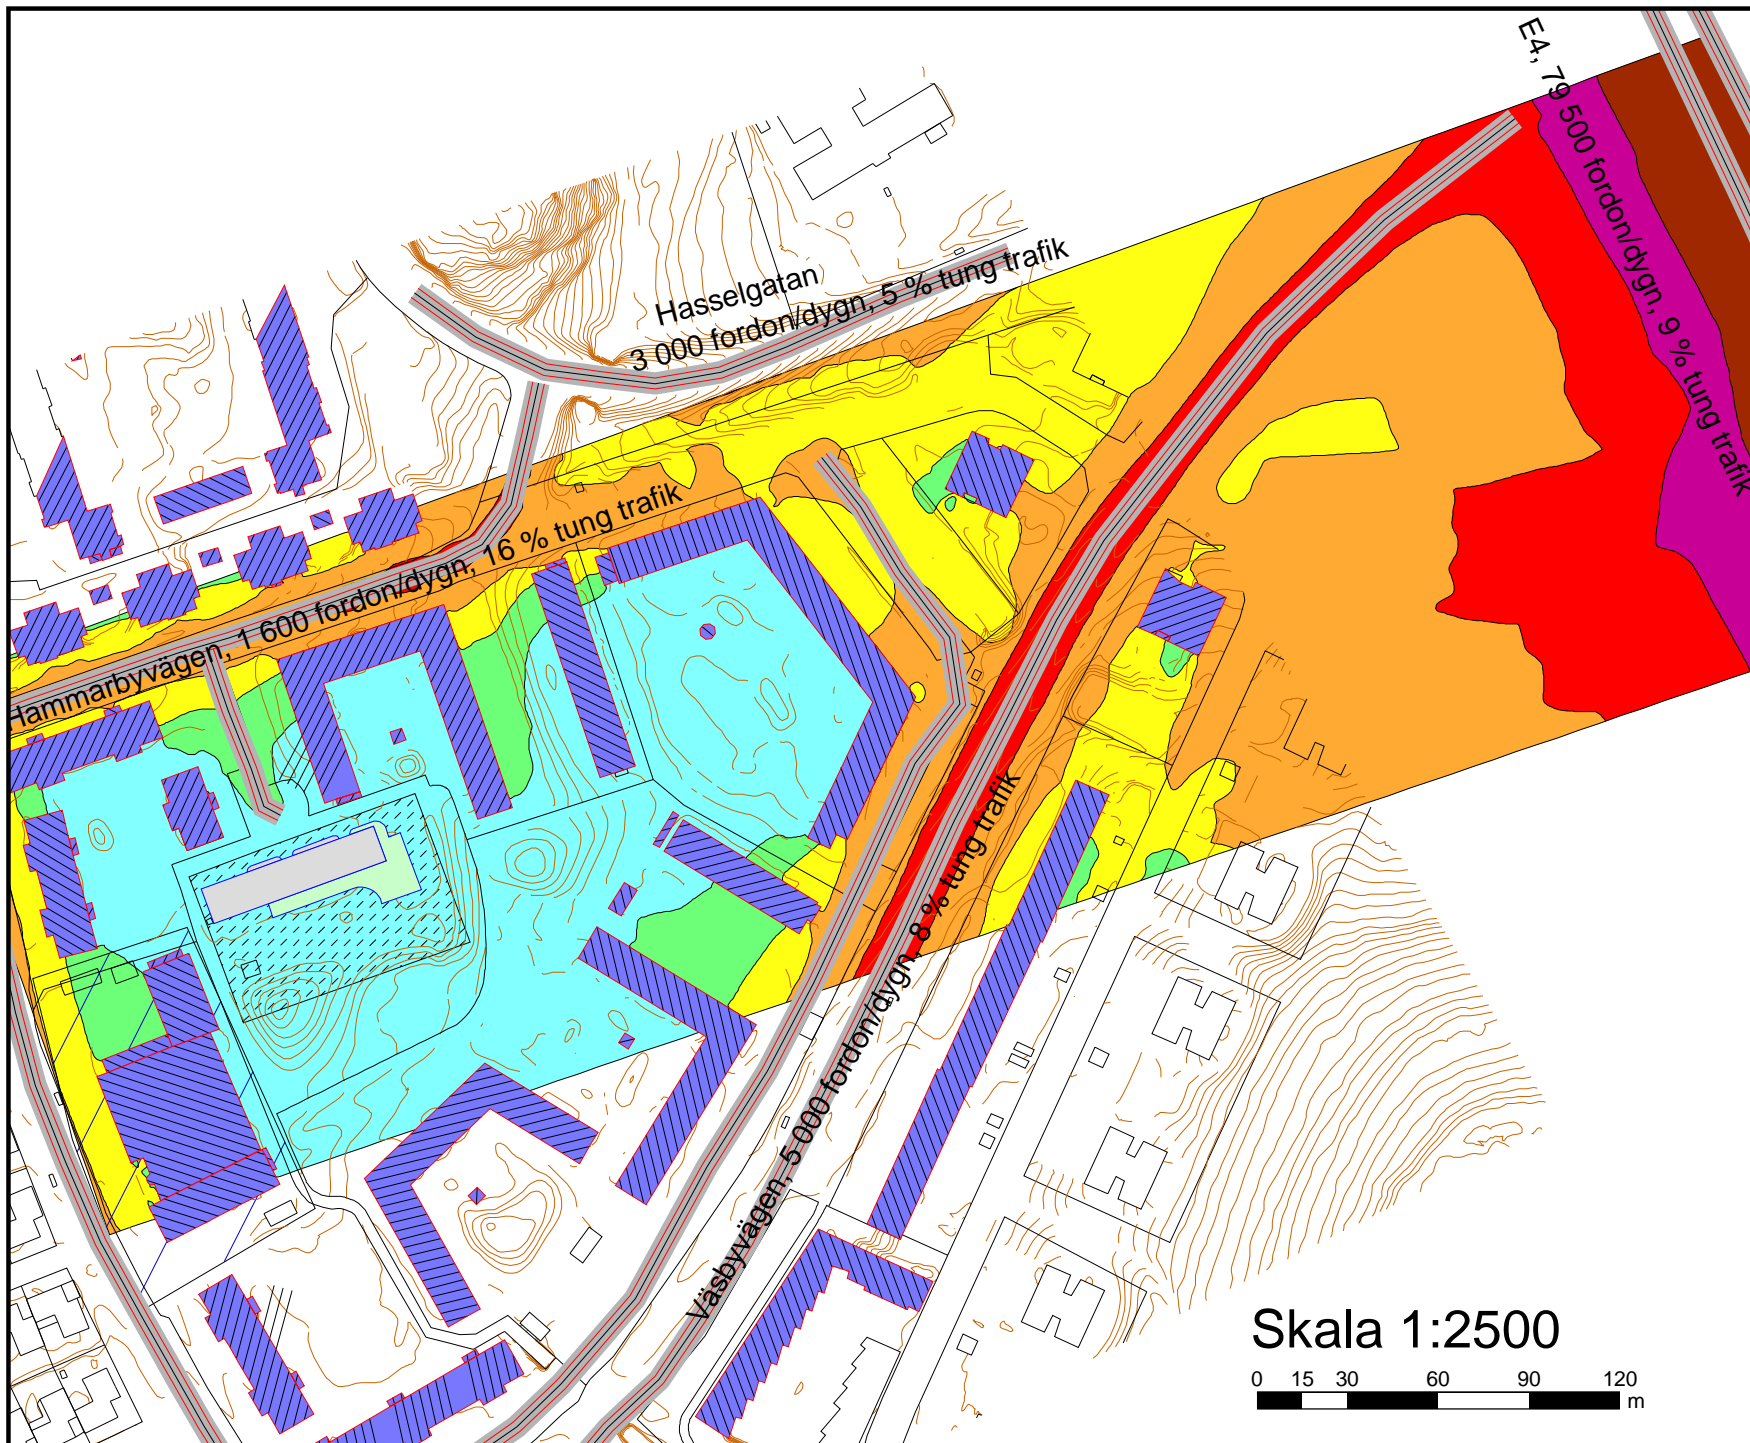 E4, 79 500 fordon/dygn, 9 % tung trafik
Hasselgatan
3 000 fordon/dygn, 5 % tung trafik
Hammarbyvägen, 1 600 fordon/dygn, 16 % tung trafik
Väsbyvägen, 5 000 fordon/dygn, 8 % tung trafik
Skala 1:2500
0 15 30 60 90 120
m